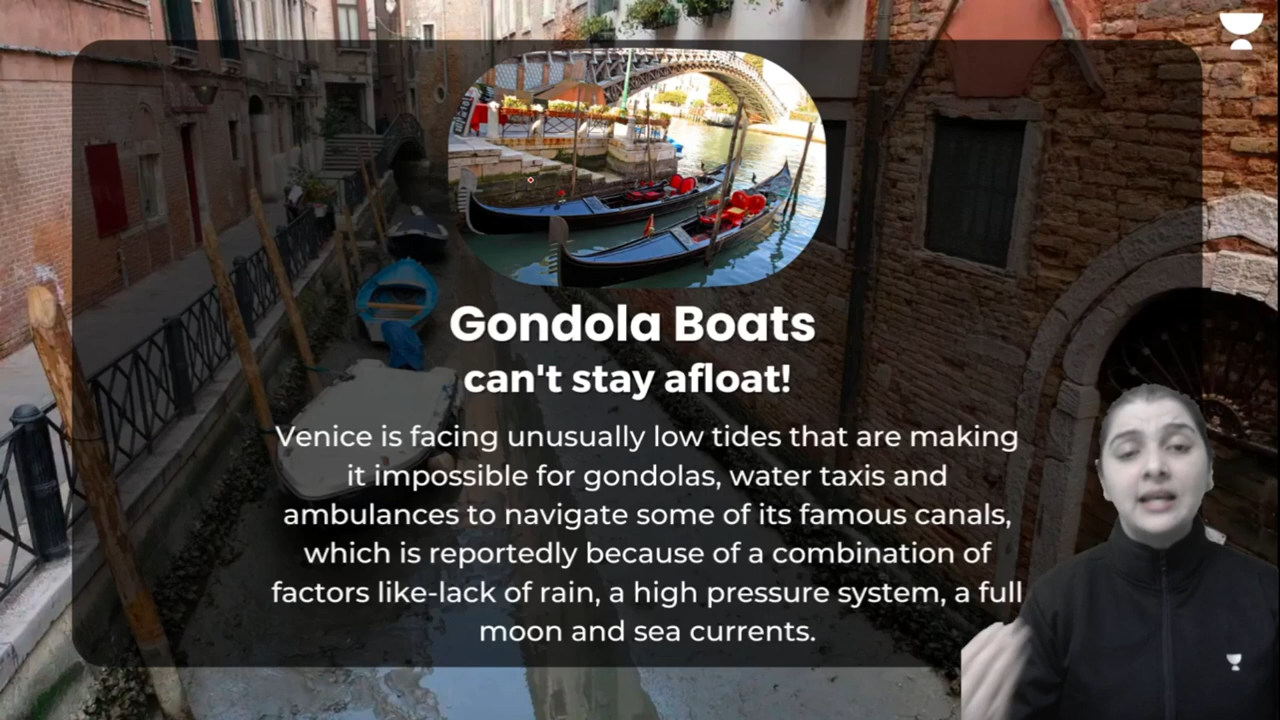 Gondola Boats
can't stay afloat!
Venice is facing unusually low tides that are making
it impossible for gondolas, water taxis and
ambulances to navigate some of its famous canals,
which is reportedly because of a combination of
factors like-lack of rain, a high pressure system, a full
moon and sea currents.